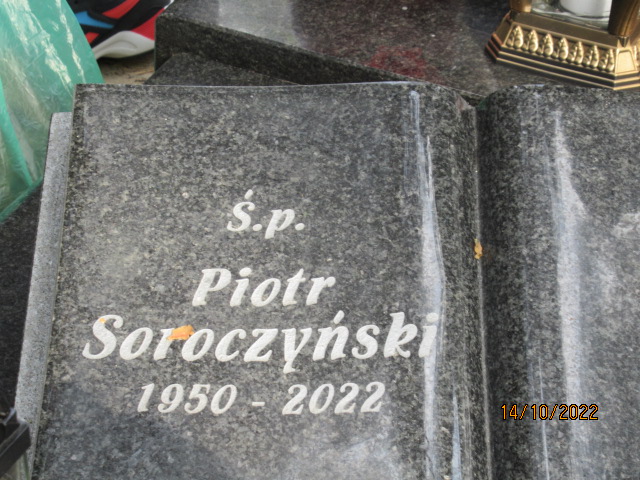 Ś.p.
Piotr
Soroczyński
1950 - 2022
14/10/2022